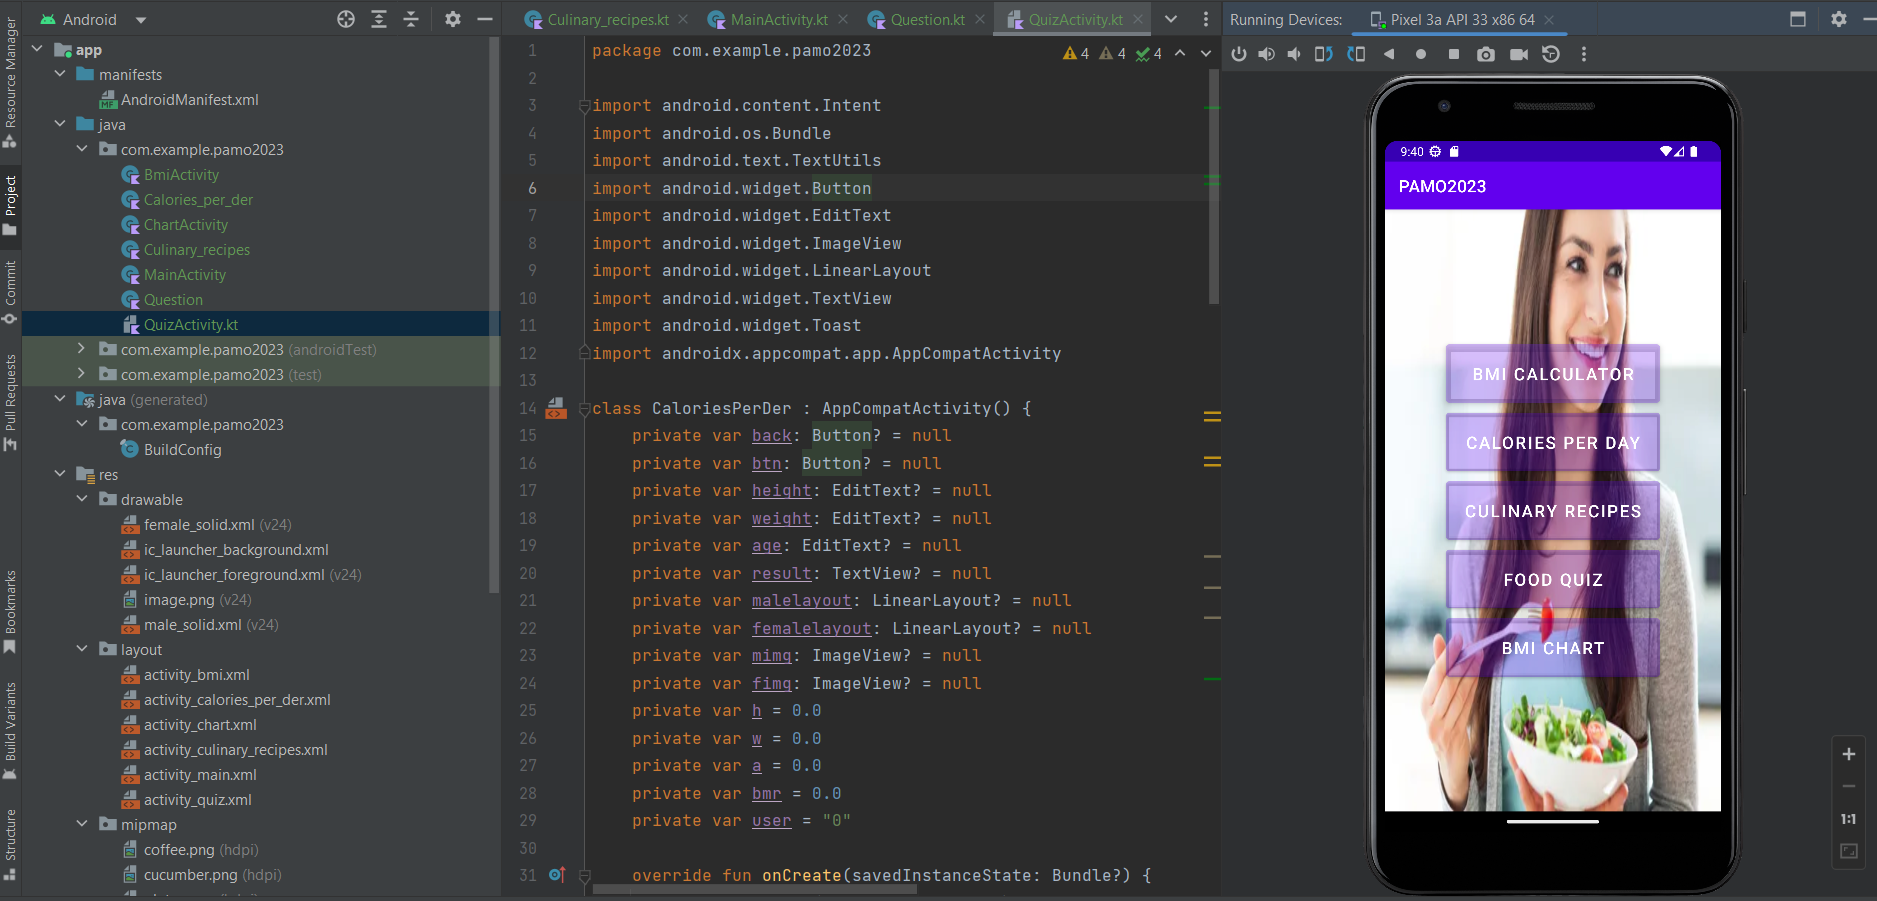 Android
Culinary_recipes.kt
MainActivity.kt
Question.kt
QuizActivity.kt
Running Devices:
Pixel 3a API 33 x86 64
Resource Manager
Project
Commit
Pull Requests
Bookmarks
Build Variants
Structure
app
manifests
AndroidManifest.xml
java
com.example.pamo2023
BmiActivity
Calories_per_der
ChartActivity
Culinary_recipes
MainActivity
Question
QuizActivity.kt
com.example.pamo2023 (androidTest)
com.example.pamo2023 (test)
java (generated)
com.example.pamo2023
BuildConfig
res
drawable
female_solid.xml (v24)
ic_launcher_background.xml
ic_launcher_foreground.xml (v24)
image.png (v24)
male_solid.xml (v24)
layout
activity_bmi.xml
activity_calories_per_der.xml
activity_chart.xml
activity_culinary_recipes.xml
activity_main.xml
activity_quiz.xml
mipmap
coffee.png (hdpi)
cucumber.png (hdpi)
4 4 4
1 package com.example.pamo2023
2
3 import android.content.Intent
4 import android.os.Bundle
5 import android.text.TextUtils
6 import android.widget.Button
7 import android.widget.EditText
8 import android.widget.ImageView
9 import android.widget.LinearLayout
10 import android.widget.TextView
11 import android.widget.Toast
12 import androidx.appcompat.app.AppCompatActivity
13
14 class CaloriesPerDer : AppCompatActivity() {
15 private var back: Button? = null
16 private var btn: Button? = null
17 private var height: EditText? = null
18 private var weight: EditText? = null
19 private var age: EditText? = null
20 private var result: TextView? = null
21 private var malelayout: LinearLayout? = null
22 private var femalelayout: LinearLayout? = null
23 private var mimg: ImageView? = null
24 private var fimg: ImageView? = null
25 private var h = 0.0
26 private var w = 0.0
27 private var a = 0.0
28 private var bmr = 0.0
29 private var user = "0"
30
31 override fun onCreate(savedInstanceState: Bundle?) {
9:40
PAMO2023
BMI CALCULATOR
CALORIES PER DAY
CULINARY RECIPES
FOOD QUIZ
BMI CHART
1:1